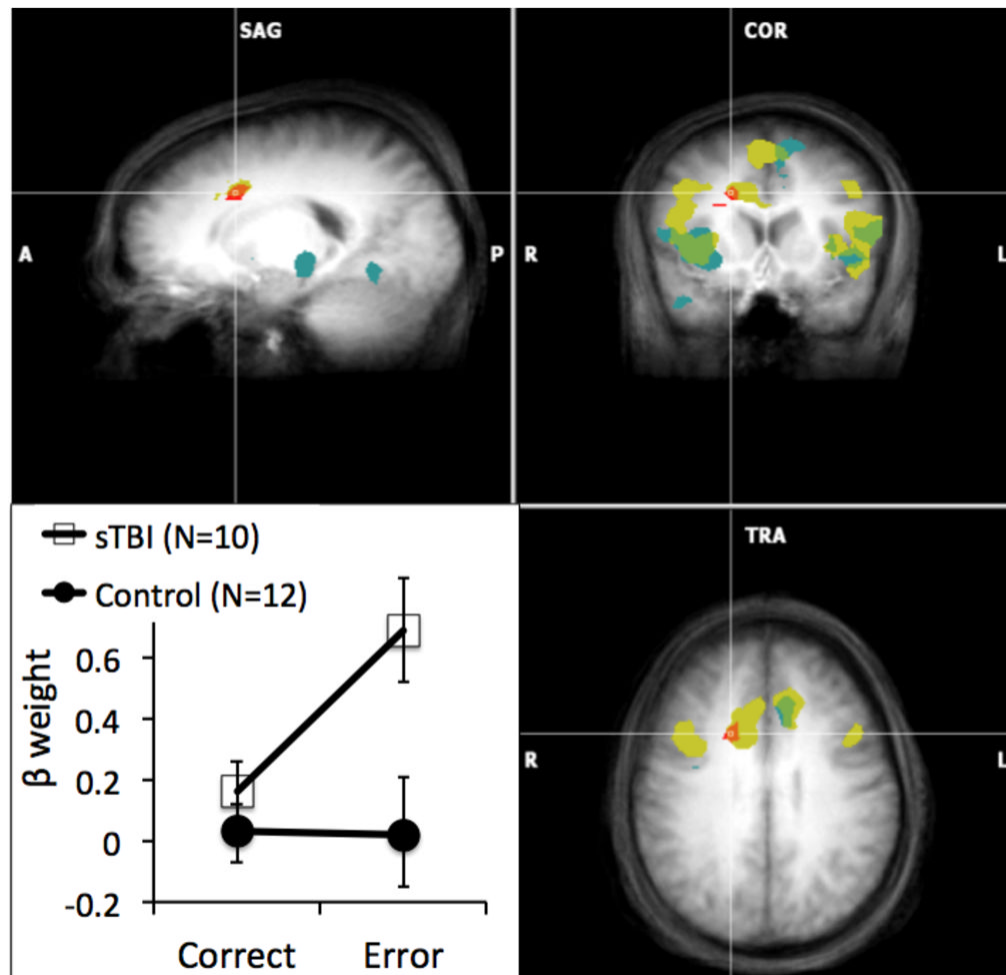 SAG
A
P
COR
R
L
sTBI (N=10)
Control (N=12)
β weight
0.6
0.4
0.2
0
-0.2
Correct
Error
TRA
R
L